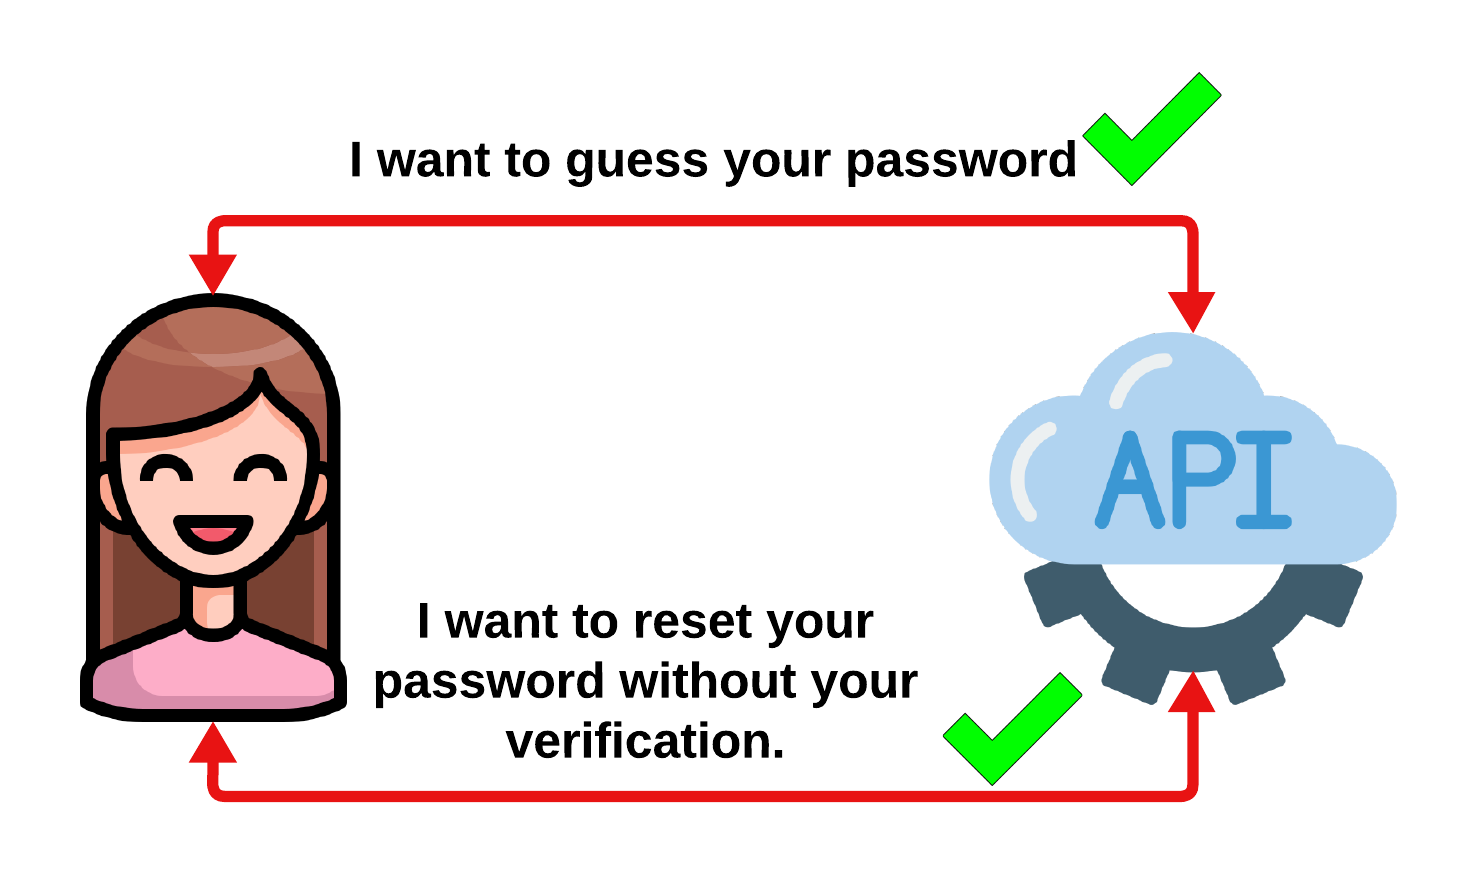 I want to guess your password
API
I want to reset your
password without your
verification.